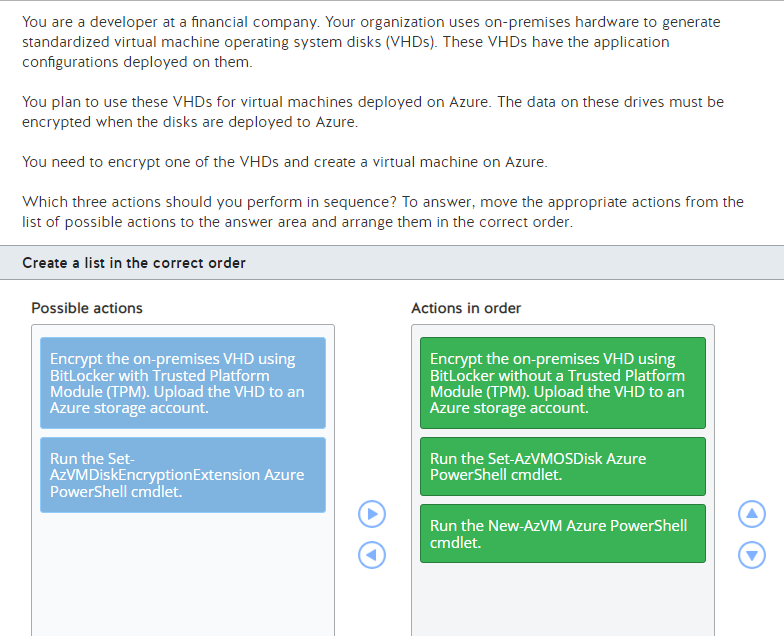 You are a developer at a financial company. Your organization uses on-premises hardware to generate
standardized virtual machine operating system disks (VHDs). These VHDs have the application
configurations deployed on them.
You plan to use these VHDs for virtual machines deployed on Azure. The data on these drives must be
encrypted when the disks are deployed to Azure.
You need to encrypt one of the VHDs and create a virtual machine on Azure.
Which three actions should you perform in sequence? To answer, move the appropriate actions from the
list of possible actions to the answer area and arrange them in the correct order.
Create a list in the correct order
Possible actions
Encrypt the on-premises VHD using
BitLocker with Trusted Platform
Module (TPM). Upload the VHD to an
Azure storage account.
Run the Set-
AzVMDiskEncryptionExtension Azure
PowerShell cmdlet.
Actions in order
Encrypt the on-premises VHD using
BitLocker without a Trusted Platform
Module (TPM). Upload the VHD to an
Azure storage account.
Run the Set-AzVMOSDisk Azure
PowerShell cmdlet.
Run the New-AzVM Azure PowerShell
cmdlet.